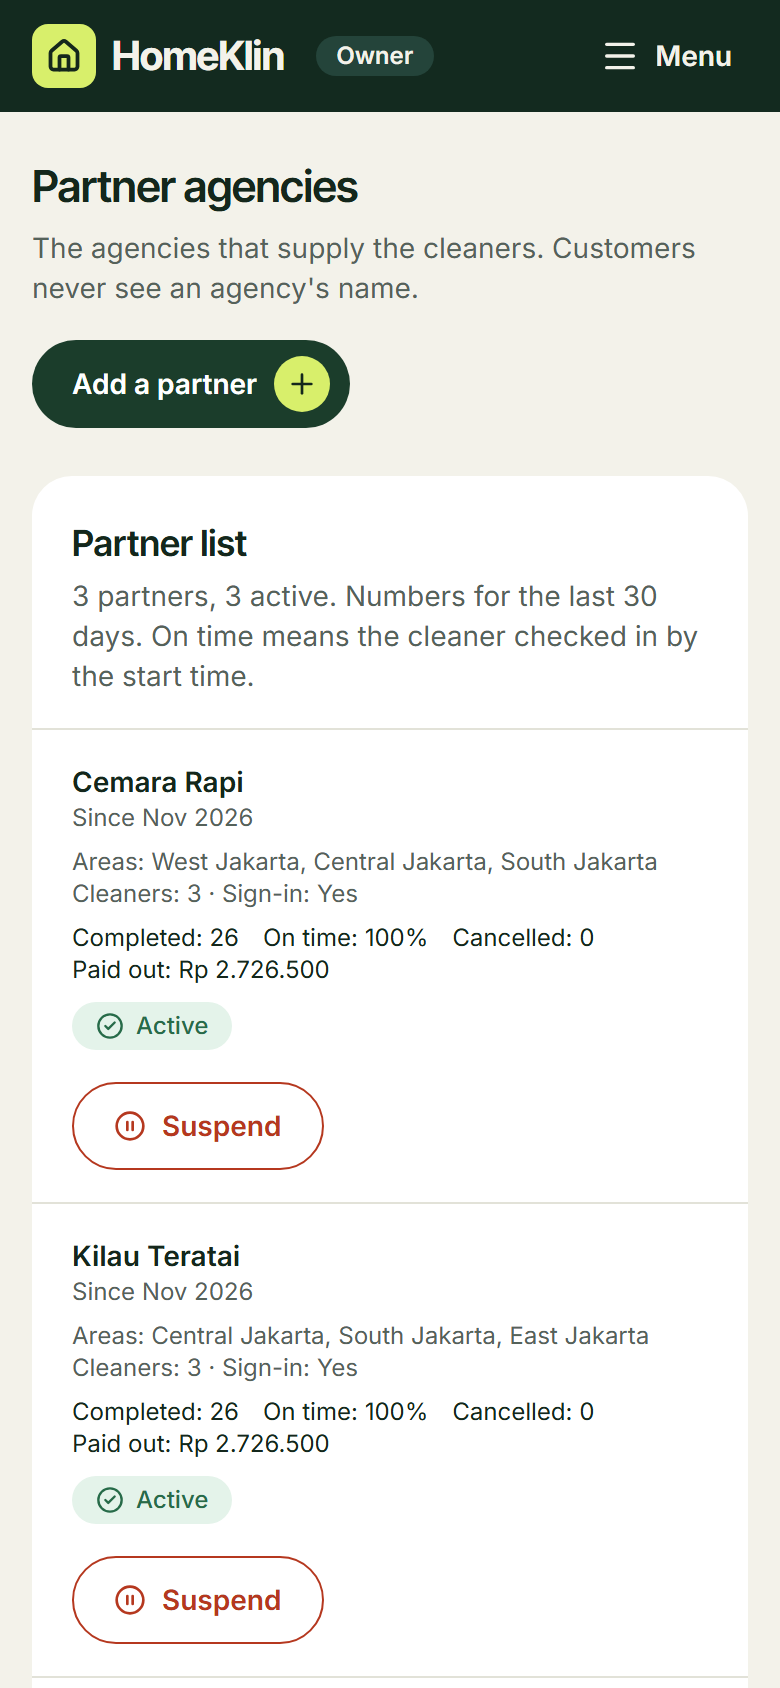 HomeKlin
Owner
Menu
Partner agencies
The agencies that supply the cleaners. Customers
never see an agency's name.
Add a partner
Partner list
3 partners, 3 active. Numbers for the last 30
days. On time means the cleaner checked in by
the start time.
Cemara Rapi
Since Nov 2026
Areas: West Jakarta, Central Jakarta, South Jakarta
Cleaners: 3 · Sign-in: Yes
Completed: 26 On time: 100% Cancelled: 0
Paid out: Rp 2.726.500
Active
Suspend
Kilau Teratai
Since Nov 2026
Areas: Central Jakarta, South Jakarta, East Jakarta
Cleaners: 3 · Sign-in: Yes
Completed: 26 On time: 100% Cancelled: 0
Paid out: Rp 2.726.500
Active
Suspend